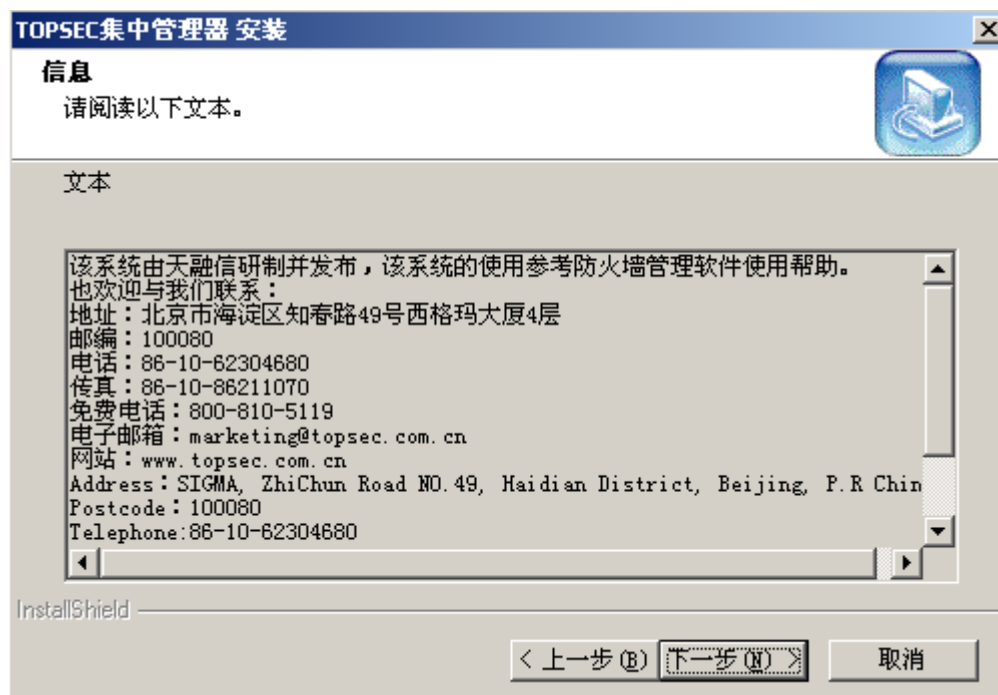 TOPSEC集中管理器 安装
信息
请阅读以下文本。
文本
该系统由天融信研制并发布，该系统的使用参考防火墙管理软件使用帮助。
也欢迎与我们联系：
地址：北京市海淀区知春路49号西格玛大厦4层
邮编：100080
电话：86-10-62304680
传真：86-10-86211070
免费电话：800-810-5119
电子邮箱：marketing@topsec.com.cn
网站：www.topsec.com.cn
Address：SIGMA, ZhiChun Road NO.49, Haidian District, Beijing, P.R Chin
Postcode：100080
Telephone:86-10-62304680
InstallShield
< 上一步(B)
下一步(N) >
取消